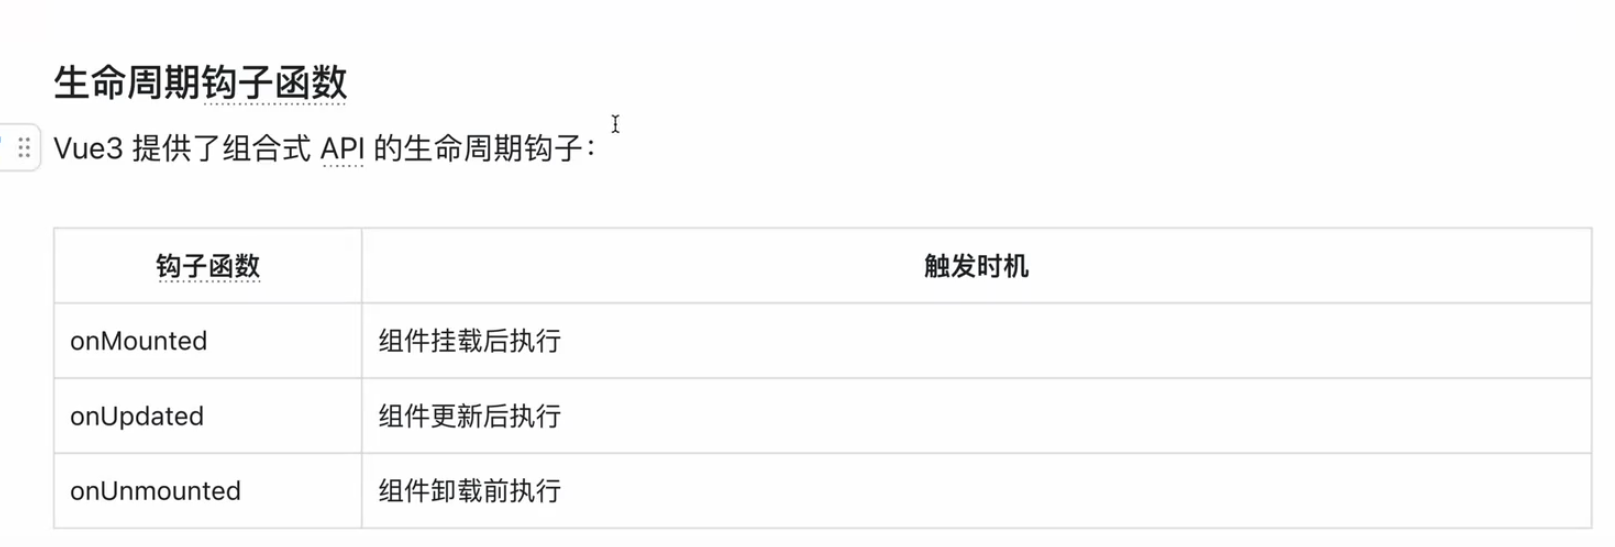 生命周期钩子函数
Vue3 提供了组合式 API 的生命周期钩子：
钩子函数 触发时机
onMounted 组件挂载后执行
onUpdated 组件更新后执行
onUnmounted 组件卸载前执行